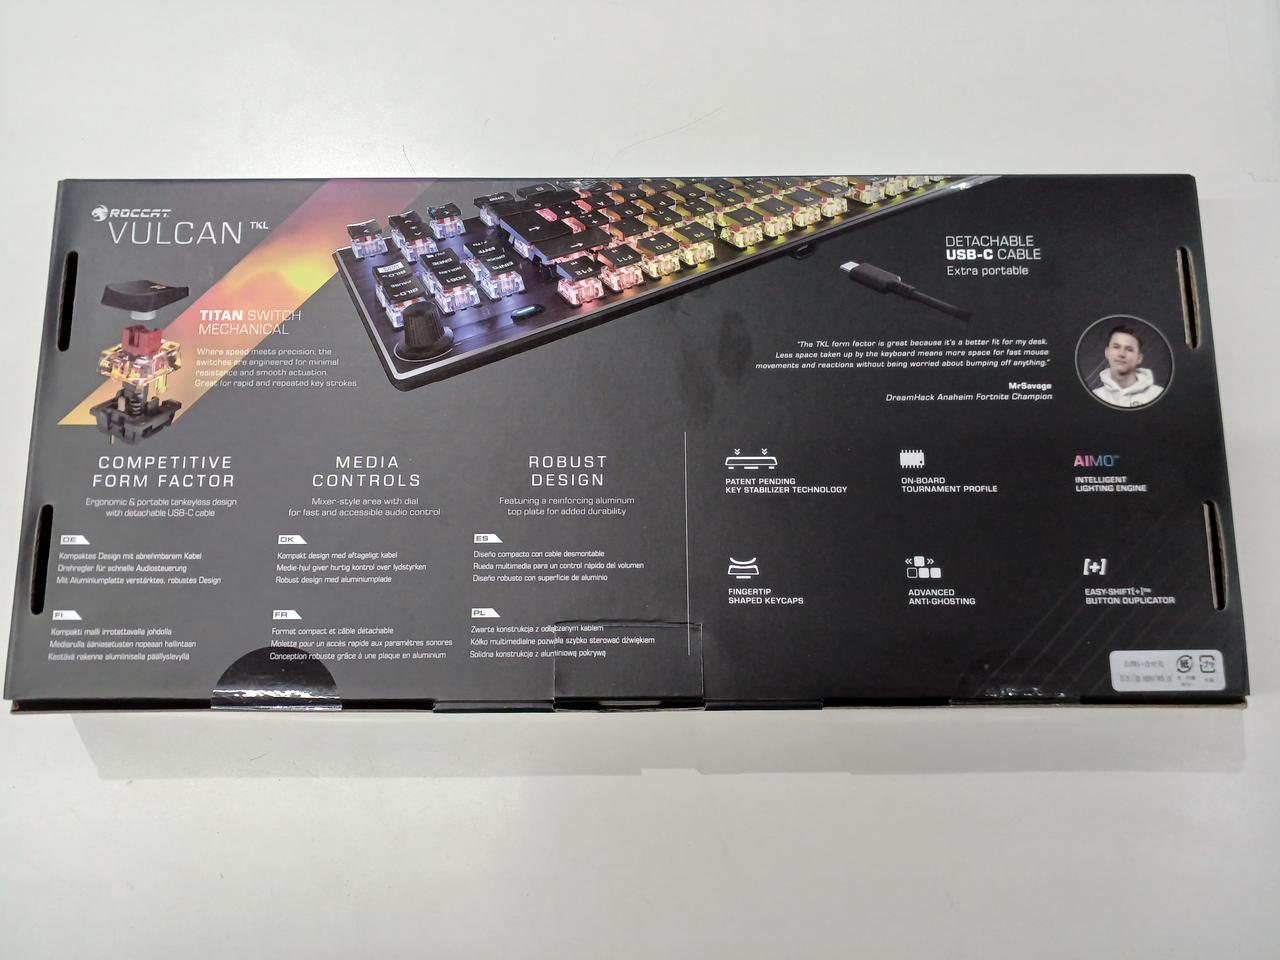 ROCCAT
VULCAN TKL
TITAN SWITCH
MECHANICAL
Where speed meets precision, the
switches are engineered for minimal
resistance and smooth actuation.
Great for rapid and repeated key strokes
DETACHABLE
USB-C CABLE
Extra portable
"The TKL form factor is great because it's a better fit for my desk.
Less space taken up by the keyboard means more space for fast mouse
movements and reactions without being worried about bumping off anything."
MrSavage
DreamHack Anaheim Fortnite Champion
COMPETITIVE
FORM FACTOR
Ergonomic & portable tenkeyless design
with detachable USB-C cable
MEDIA
CONTROLS
Mixer-style area with dial
for fast and accessible audio control
ROBUST
DESIGN
Featuring a reinforcing aluminum
top plate for added durability
DE
Kompaktes Design mit abnehmbarem Kabel
Drehregler für schnelle Audiosteuerung
Mit Aluminiumplatte verstärktes, robustes Design
DK
Kompakt design med aftageligt kabel
Medie-hjul giver hurtig kontrol over lydstyrken
Robust design med aluminiumplade
ES
Diseño compacto con cable desmontable
Rueda multimedia para un control rápido del volumen
Diseño robusto con superficie de aluminio
FI
Kompakti malli irrotettavalla johdolla
Mediarulla ääniasetusten nopeaan hallintaan
Kestävä rakenne alumiinisella päällyslevyllä
FR
Format compact et câble détachable
Molette pour un accès rapide aux paramètres sonores
Conception robuste grâce à une plaque en aluminium
PL
Zwarta konstrukcja z odłączanym kablem
Kółko multimedialne pozwala szybko sterować dźwiękiem
Solidna konstrukcja z aluminiową pokrywą
PATENT PENDING
KEY STABILIZER TECHNOLOGY
ON-BOARD
TOURNAMENT PROFILE
AIMO™
INTELLIGENT
LIGHTING ENGINE
FINGERTIP
SHAPED KEYCAPS
ADVANCED
ANTI-GHOSTING
[+]
EASY-SHIFT[+]™
BUTTON DUPLICATOR
紙
プラ
F12
F11
F10
F9